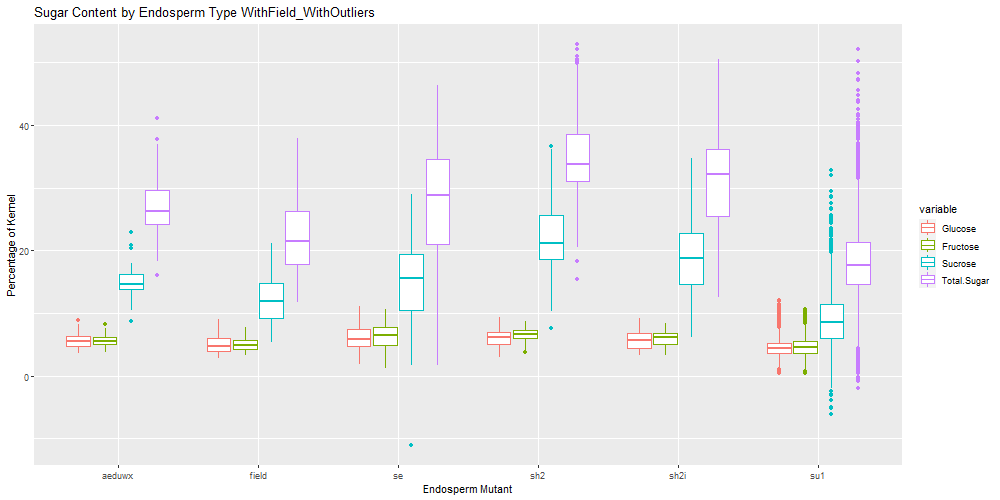 Sugar Content by Endosperm Type WithField_WithOutliers
Percentage of Kernel
40
20
0
aeduwx
field
se
sh2
sh2i
su1
Endosperm Mutant
variable
Glucose
Fructose
Sucrose
Total.Sugar